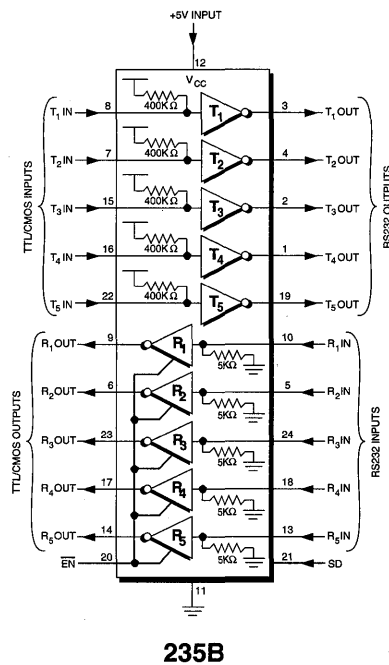 +5V INPUT
12
VCC
T1 IN 8 400KΩ T1 3 T1 OUT
T2 IN 7 400KΩ T2 4 T2 OUT
T3 IN 15 400KΩ T3 2 T3 OUT
T4 IN 16 400KΩ T4 1 T4 OUT
T5 IN 22 400KΩ T5 19 T5 OUT
TTL/CMOS INPUTS
RS232 OUTPUTS
R1 OUT 9 R1 10 R1 IN
5KΩ
R2 OUT 6 R2 5 R2 IN
5KΩ
R3 OUT 23 R3 24 R3 IN
5KΩ
R4 OUT 17 R4 18 R4 IN
5KΩ
R5 OUT 14 R5 13 R5 IN
5KΩ
TTL/CMOS OUTPUTS
RS232 INPUTS
E̅N̅ 20 21 SD
11
235B